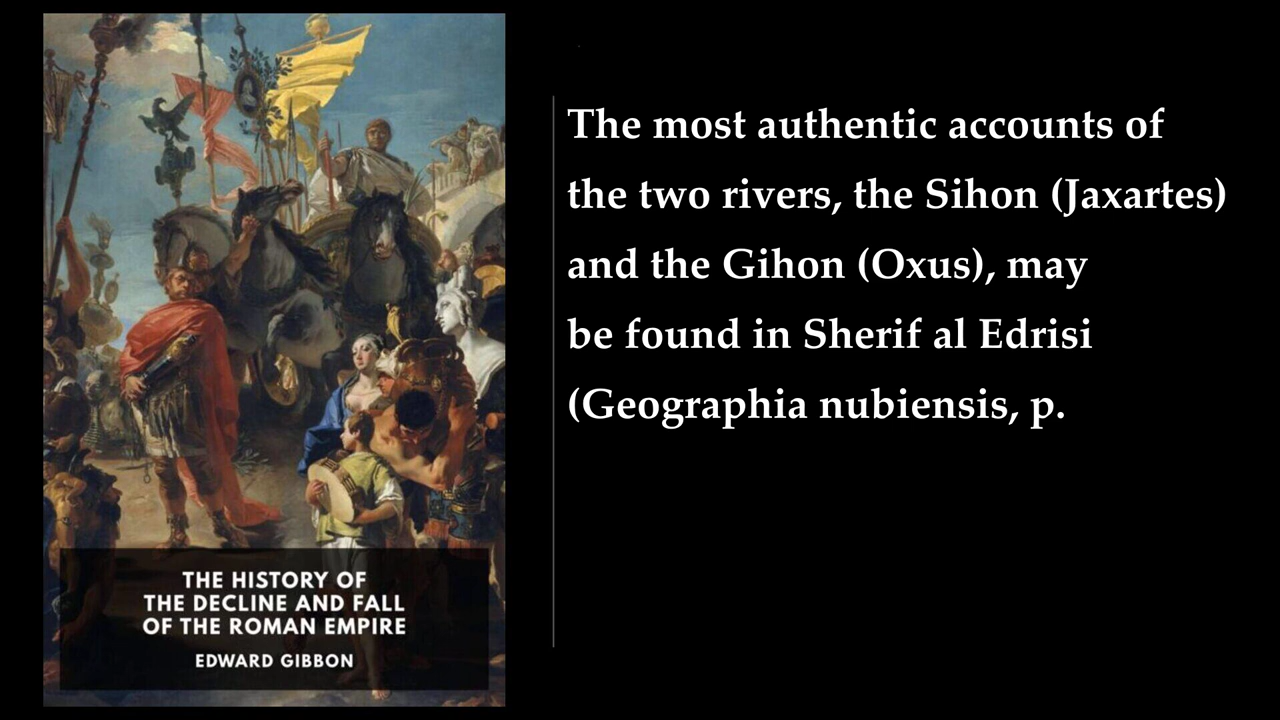 The most authentic accounts of
the two rivers, the Sihon (Jaxartes)
and the Gihon (Oxus), may
be found in Sherif al Edrisi
(Geographia nubiensis, p.
THE HISTORY OF
THE DECLINE AND FALL
OF THE ROMAN EMPIRE
EDWARD GIBBON